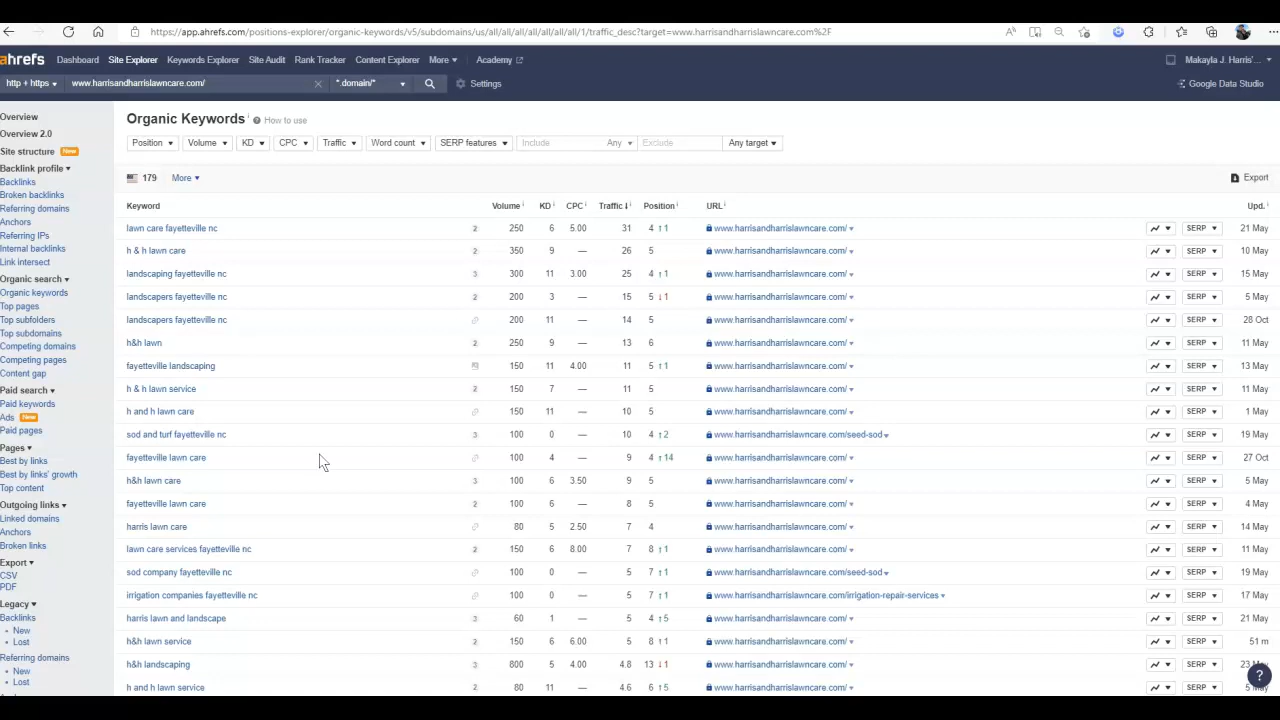 https://app.ahrefs.com/positions-explorer/organic-keywords/v5/subdomains/us/all/all/all/all/all/all/all/1/traffic_desc?target=www.harrisandharrislawncare.com/%2F
ahrefs Dashboard Site Explorer Keywords Explorer Site Audit Rank Tracker Content Explorer More Academy Makayla J. Harris'...
http + https www.harrisandharrislawncare.com/ *.domain/* Settings Google Data Studio
Overview
Overview 2.0
Site structure New
Backlink profile
Backlinks
Broken backlinks
Referring domains
Anchors
Referring IPs
Internal backlinks
Link intersect
Organic search
Organic keywords
Top pages
Top subfolders
Top subdomains
Competing domains
Competing pages
Content gap
Paid search
Paid keywords
Ads New
Paid pages
Pages
Best by links
Best by links' growth
Top content
Outgoing links
Linked domains
Anchors
Broken links
Export
CSV
PDF
Legacy
Backlinks
• New
• Lost
Referring domains
• New
• Lost
Organic Keywords How to use
Position Volume KD CPC Traffic Word count SERP features Include Any Exclude Any target
179 More Export
Keyword Volume KD CPC Traffic Position URL Upd.
lawn care fayetteville nc 2 250 6 5.00 31 4 ↑1 www.harrisandharrislawncare.com/ SERP 21 May
h & h lawn care 2 350 9 — 26 5 www.harrisandharrislawncare.com/ SERP 10 May
landscaping fayetteville nc 3 300 11 3.00 25 4 ↑1 www.harrisandharrislawncare.com/ SERP 15 May
landscapers fayetteville nc 2 200 3 — 15 5 ↓1 www.harrisandharrislawncare.com/ SERP 5 May
landscapers fayetteville nc 200 11 — 14 5 www.harrisandharrislawncare.com/ SERP 28 Oct
h&h lawn 2 250 9 — 13 6 www.harrisandharrislawncare.com/ SERP 11 May
fayetteville landscaping 150 11 4.00 11 5 ↑1 www.harrisandharrislawncare.com/ SERP 13 May
h & h lawn service 2 150 7 — 11 5 www.harrisandharrislawncare.com/ SERP 11 May
h and h lawn care 150 11 — 10 5 www.harrisandharrislawncare.com/ SERP 1 May
sod and turf fayetteville nc 3 100 0 — 10 4 ↑2 www.harrisandharrislawncare.com/seed-sod SERP 19 May
fayetteville lawn care 100 4 — 9 4 ↑14 www.harrisandharrislawncare.com/ SERP 27 Oct
h&h lawn care 3 100 6 3.50 9 5 www.harrisandharrislawncare.com/ SERP 5 May
fayetteville lawn care 2 100 6 — 8 5 www.harrisandharrislawncare.com/ SERP 4 May
harris lawn care 80 5 2.50 7 4 www.harrisandharrislawncare.com/ SERP 14 May
lawn care services fayetteville nc 2 150 6 8.00 7 8 ↑1 www.harrisandharrislawncare.com/ SERP 11 May
sod company fayetteville nc 100 0 — 5 7 ↑1 www.harrisandharrislawncare.com/seed-sod SERP 19 May
irrigation companies fayetteville nc 100 0 — 5 7 ↑1 www.harrisandharrislawncare.com/irrigation-repair-services SERP 17 May
harris lawn and landscape 3 60 1 — 5 4 ↑5 www.harrisandharrislawncare.com/ SERP 21 May
h&h lawn service 2 150 6 6.00 5 8 ↑1 www.harrisandharrislawncare.com/ SERP 51 m
h&h landscaping 3 800 5 4.00 4.8 13 ↓1 www.harrisandharrislawncare.com/ SERP 23 May
h and h lawn service 2 80 11 — 4.6 6 ↑5 www.harrisandharrislawncare.com/ SERP 5 May